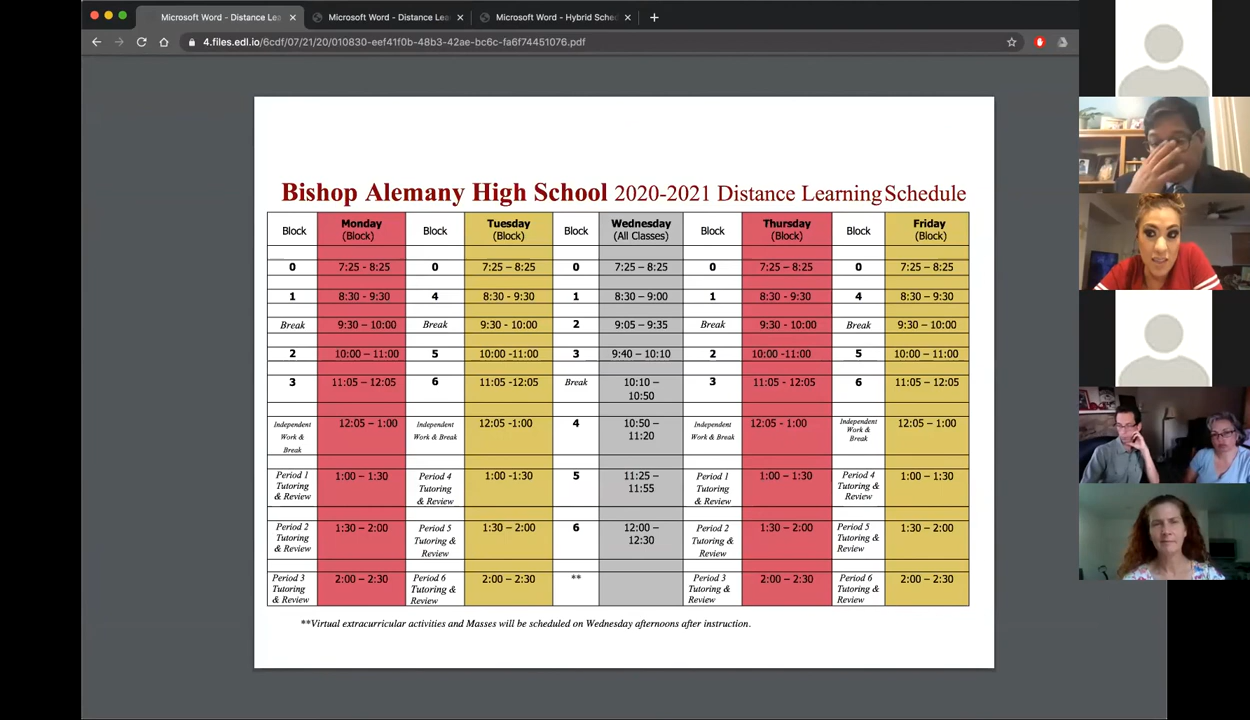 Microsoft Word - Distance Lea
Microsoft Word - Distance Lea
Microsoft Word - Hybrid Sched
4.files.edl.io/6cdf/07/21/20/010830-eef41f0b-48b3-42ae-bc6c-fa6f74451076.pdf
Bishop Alemany High School 2020-2021 Distance Learning Schedule
Block Monday Block Tuesday Block Wednesday Block Thursday Block Friday
(Block) (Block) (All Classes) (Block) (Block)
0 7:25 - 8:25 0 7:25 – 8:25 0 7:25 – 8:25 0 7:25 – 8:25 0 7:25 – 8:25
1 8:30 - 9:30 4 8:30 - 9:30 1 8:30 – 9:00 1 8:30 - 9:30 4 8:30 – 9:30
Break 9:30 – 10:00 Break 9:30 - 10:00 2 9:05 – 9:35 Break 9:30 - 10:00 Break 9:30 – 10:00
2 10:00 – 11:00 5 10:00 -11:00 3 9:40 – 10:10 2 10:00 -11:00 5 10:00 – 11:00
3 11:05 – 12:05 6 11:05 -12:05 Break 10:10 – 3 11:05 - 12:05 6 11:05 – 12:05
10:50
Independent 12:05 – 1:00 Independent 12:05 -1:00 4 10:50 – Independent 12:05 - 1:00 Independent 12:05 – 1:00
Work & Work & Break 11:20 Work & Break Work &
Break Break
Period 1 1:00 – 1:30 Period 4 1:00 -1:30 5 11:25 – Period 1 1:00 – 1:30 Period 4 1:00 – 1:30
Tutoring Tutoring 11:55 Tutoring Tutoring &
& Review & Review & Review Review
Period 2 1:30 – 2:00 Period 5 1:30 – 2:00 6 12:00 – Period 2 1:30 – 2:00 Period 5 1:30 – 2:00
Tutoring Tutoring & 12:30 Tutoring & Tutoring &
& Review Review Review Review
Period 3 2:00 – 2:30 Period 6 2:00 – 2:30 ** Period 3 2:00 – 2:30 Period 6 2:00 – 2:30
Tutoring Tutoring & Tutoring & Tutoring &
& Review Review Review Review
**Virtual extracurricular activities and Masses will be scheduled on Wednesday afternoons after instruction.